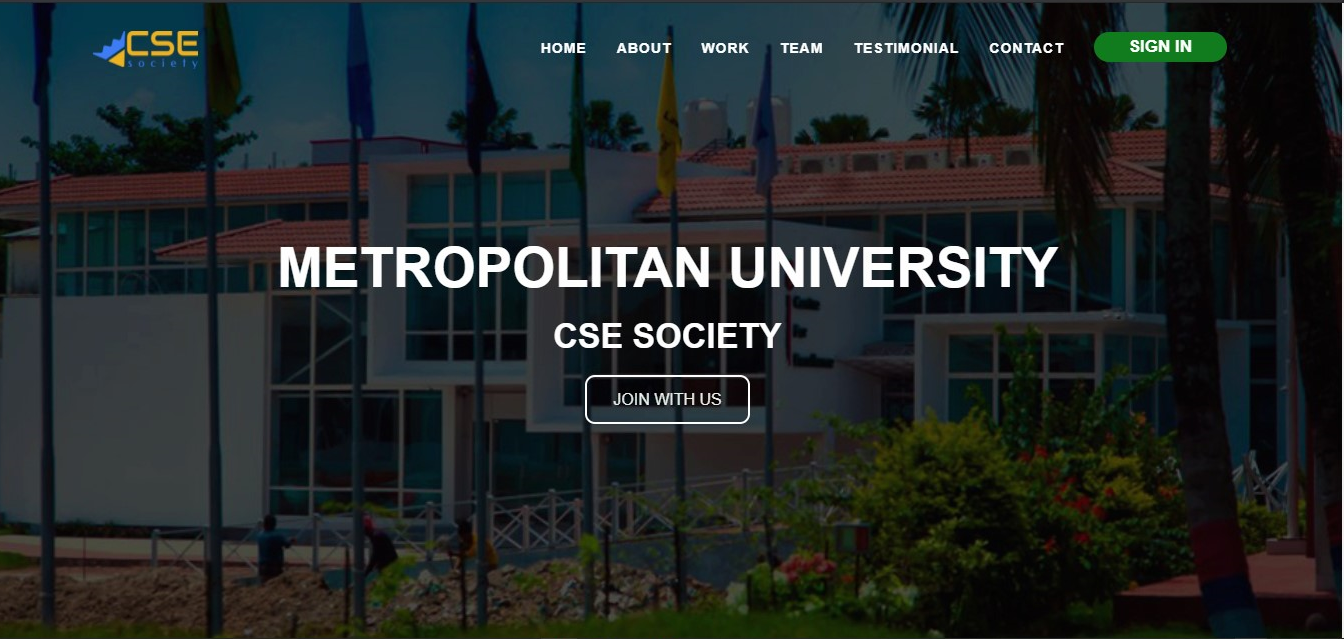 CSE
society
HOME ABOUT WORK TEAM TESTIMONIAL CONTACT SIGN IN
METROPOLITAN UNIVERSITY
CSE SOCIETY
JOIN WITH US